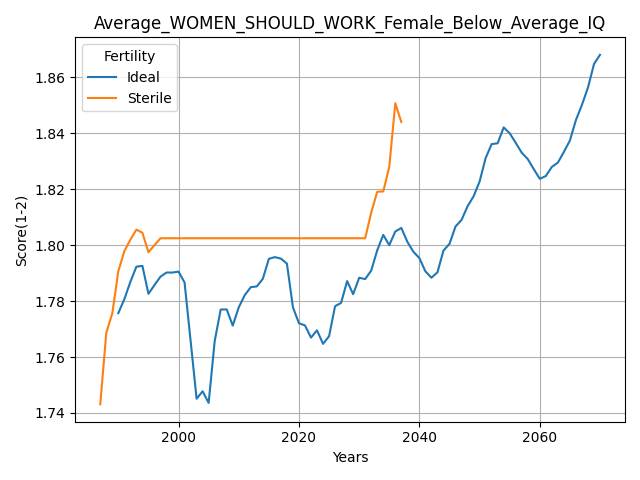 Average_WOMEN_SHOULD_WORK_Female_Below_Average_IQ
Fertility
Ideal
Sterile
1.86
1.84
1.82
1.80
1.78
1.76
1.74
Score(1-2)
2000
2020
2040
2060
Years